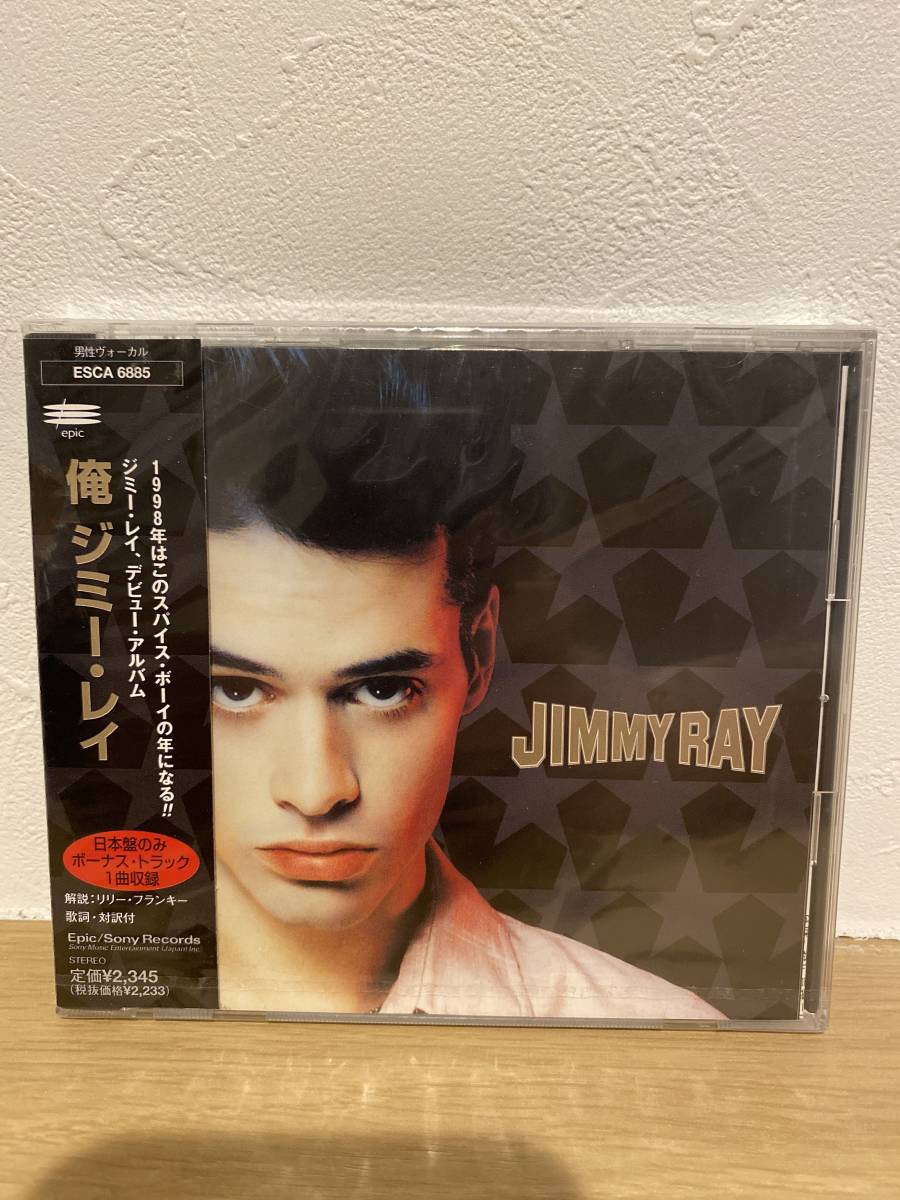 男性ヴォーカル
ESCA 6885
epic
俺 ジミー・レイ
1998年はこのスパイス・ボーイの年になる!!
ジミー・レイ、デビュー・アルバム
日本盤のみ
ボーナス・トラック
1曲収録
解説:リリー・フランキー
歌詞・対訳付
Epic/Sony Records
Sony Music Entertainment (Japan) Inc.
STEREO
定価¥2,345
(税抜価格¥2,233)
JIMMY RAY